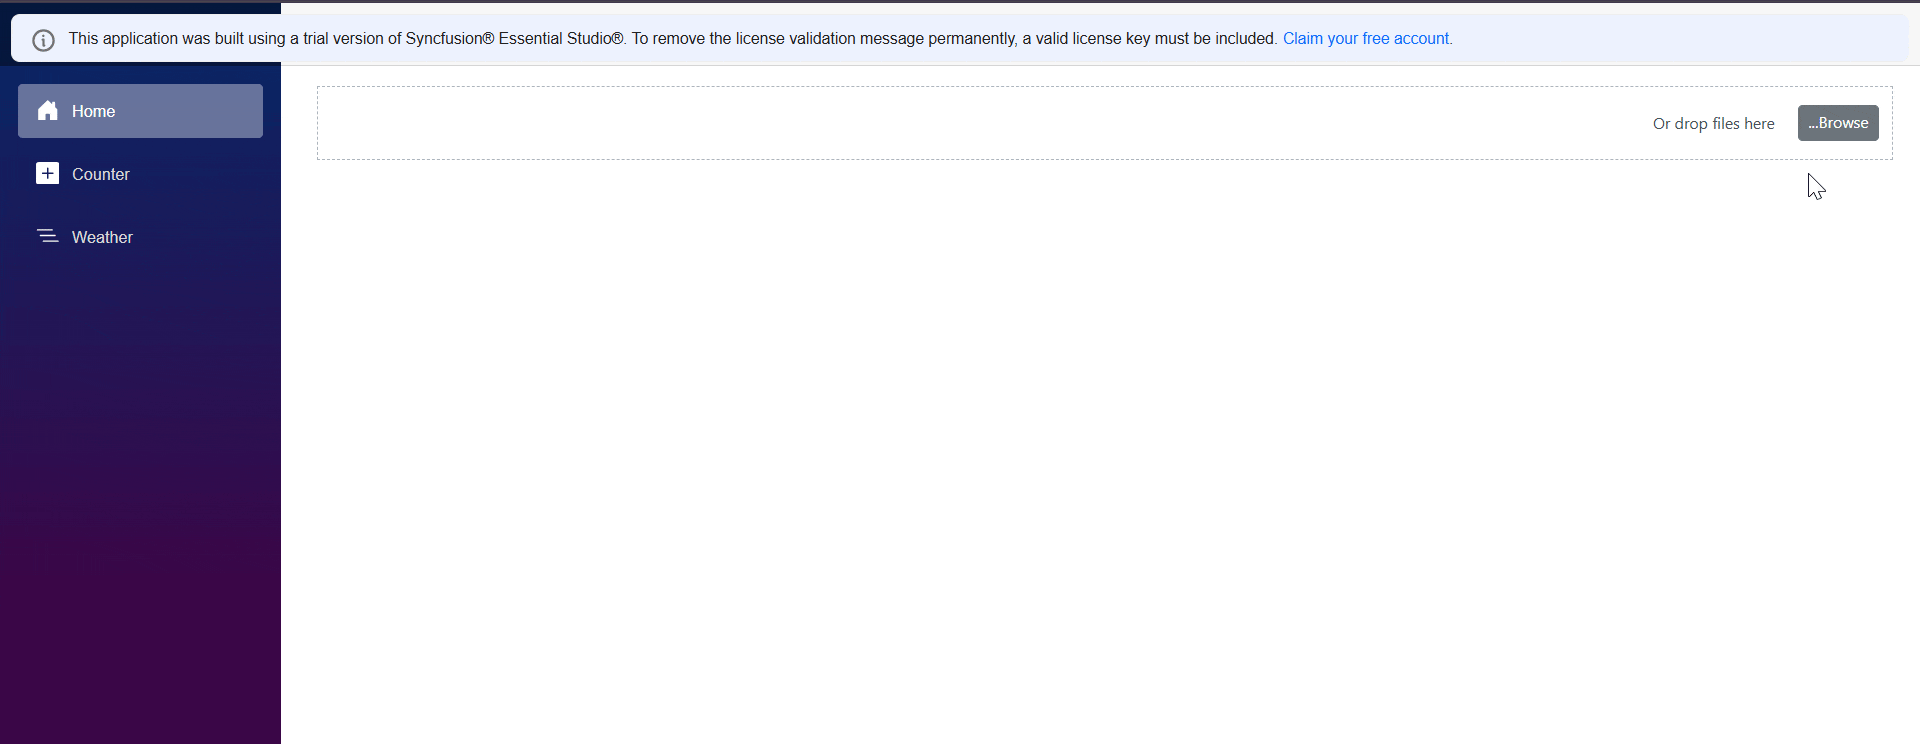 This application was built using a trial version of Syncfusion® Essential Studio®. To remove the license validation message permanently, a valid license key must be included. Claim your free account.
Home
Counter
Weather
Or drop files here
...Browse